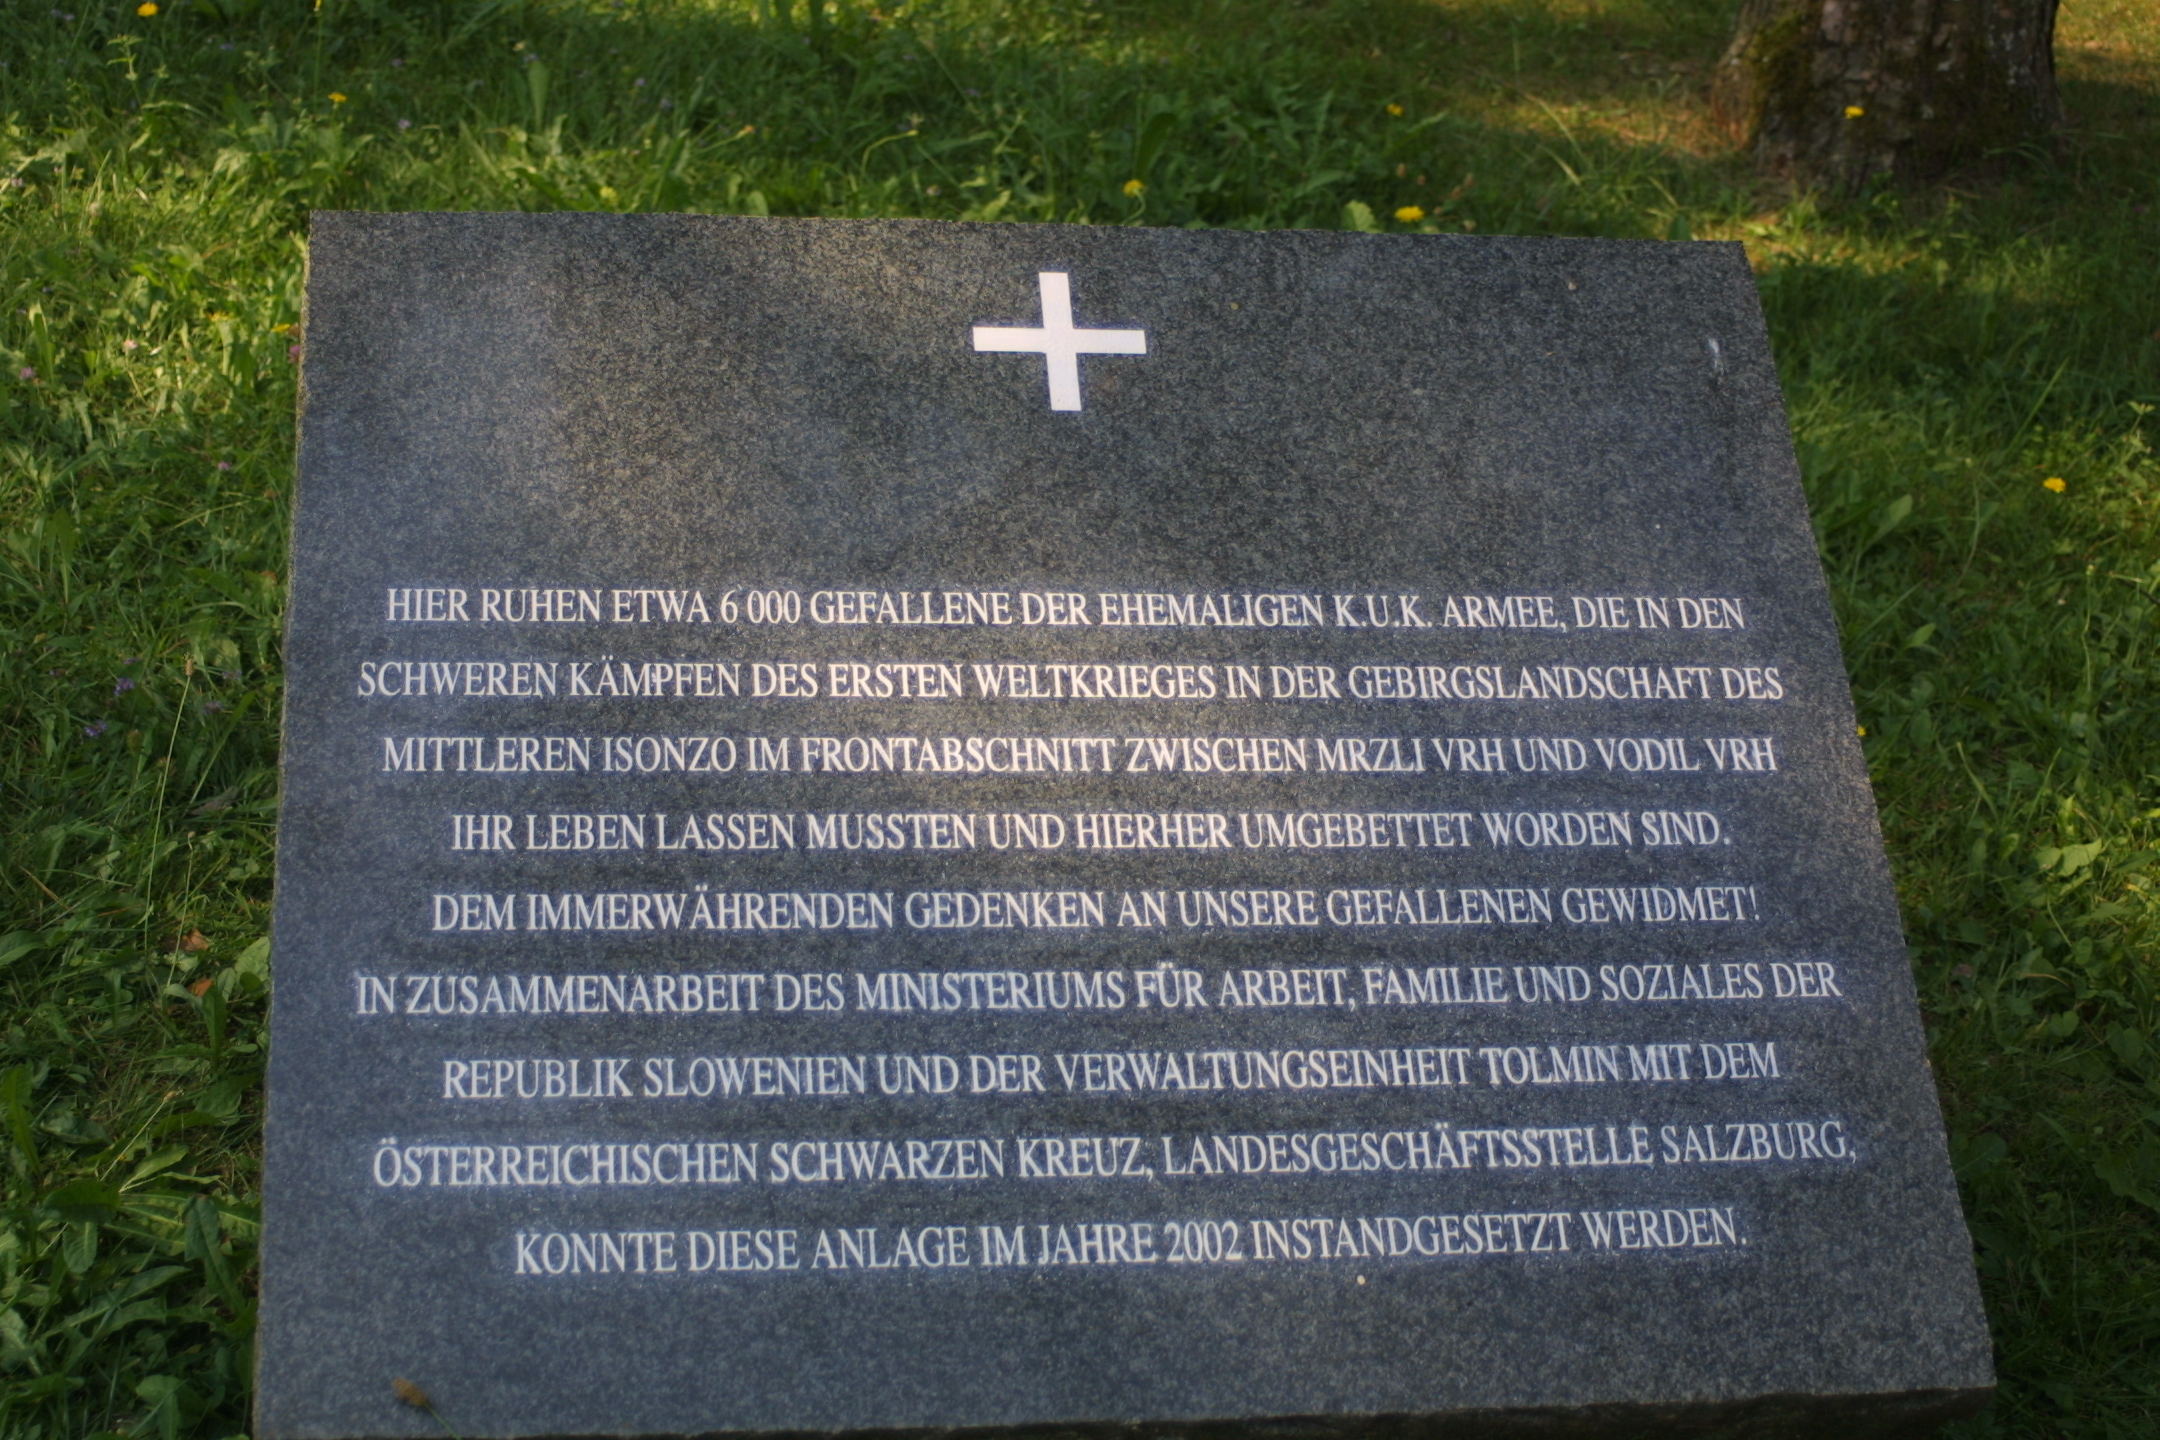 HIER RUHEN ETWA 6 000 GEFALLENE DER EHEMALIGEN K.U.K. ARMEE, DIE IN DEN
SCHWEREN KÄMPFEN DES ERSTEN WELTKRIEGES IN DER GEBIRGSLANDSCHAFT DES
MITTLEREN ISONZO IM FRONTABSCHNITT ZWISCHEN MRZLI VRH UND VODIL VRH
IHR LEBEN LASSEN MUSSTEN UND HIERHER UMGEBETTET WORDEN SIND.
DEM IMMERWÄHRENDEN GEDENKEN AN UNSERE GEFALLENEN GEWIDMET!
IN ZUSAMMENARBEIT DES MINISTERIUMS FÜR ARBEIT, FAMILIE UND SOZIALES DER
REPUBLIK SLOWENIEN UND DER VERWALTUNGSEINHEIT TOLMIN MIT DEM
ÖSTERREICHISCHEN SCHWARZEN KREUZ, LANDESGESCHÄFTSSTELLE SALZBURG,
KONNTE DIESE ANLAGE IM JAHRE 2002 INSTANDGESETZT WERDEN.